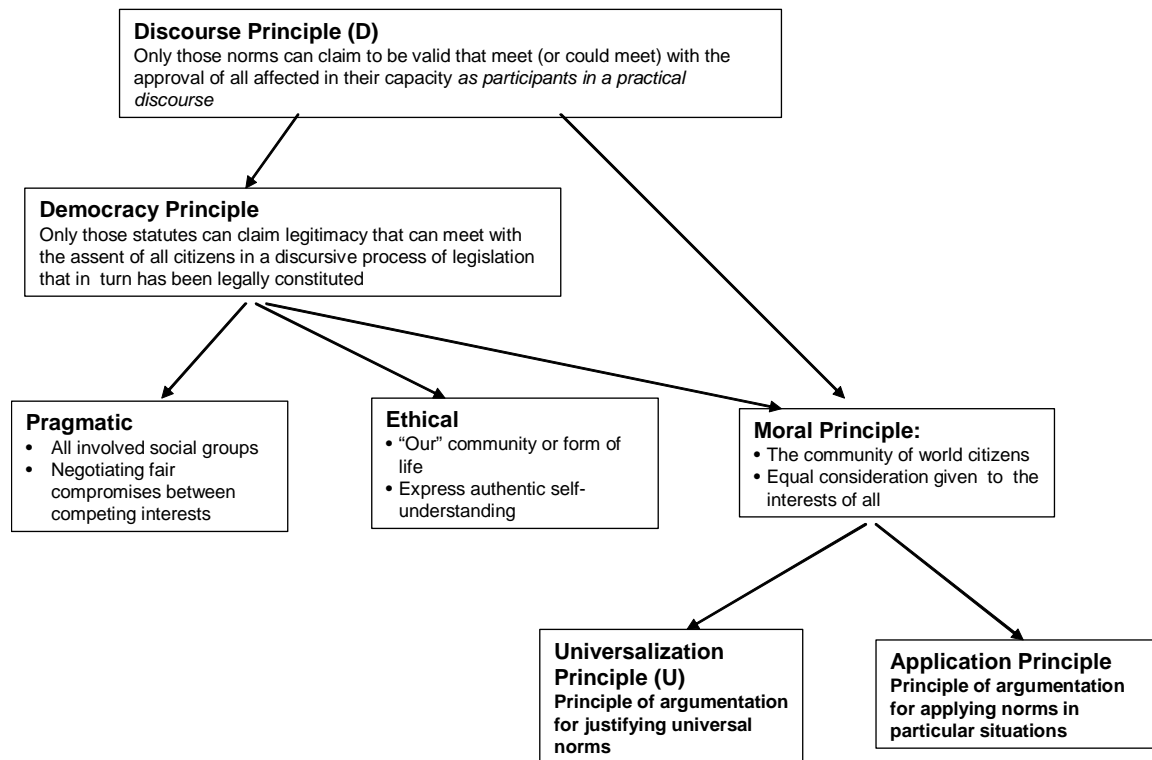 Discourse Principle (D)
Only those norms can claim to be valid that meet (or could meet) with the
approval of all affected in their capacity as participants in a practical
discourse
Democracy Principle
Only those statutes can claim legitimacy that can meet with
the assent of all citizens in a discursive process of legislation
that in turn has been legally constituted
Pragmatic
• All involved social groups
• Negotiating fair
compromises between
competing interests
Ethical
• “Our” community or form of
life
• Express authentic self-
understanding
Moral Principle:
• The community of world citizens
• Equal consideration given to the
interests of all
Universalization
Principle (U)
Principle of argumentation
for justifying universal
norms
Application Principle
Principle of argumentation
for applying norms in
particular situations